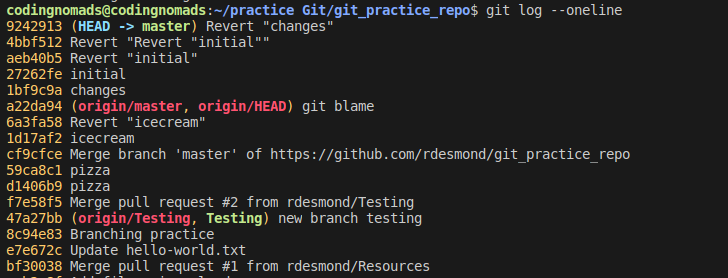 codingnomads@codingnomads:~/practice Git/git_practice_repo$ git log --oneline
9242913 (HEAD -> master) Revert "changes"
4bbf512 Revert "Revert "initial""
aeb40b5 Revert "initial"
27262fe initial
1bf9c9a changes
a22da94 (origin/master, origin/HEAD) git blame
6a3fa58 Revert "icecream"
1d17af2 icecream
cf9cfce Merge branch 'master' of https://github.com/rdesmond/git_practice_repo
59ca8c1 pizza
d1406b9 pizza
f7e58f5 Merge pull request #2 from rdesmond/Testing
47a27bb (origin/Testing, Testing) new branch testing
8c94e83 Branching practice
e7e672c Update hello-world.txt
bf30038 Merge pull request #1 from rdesmond/Resources